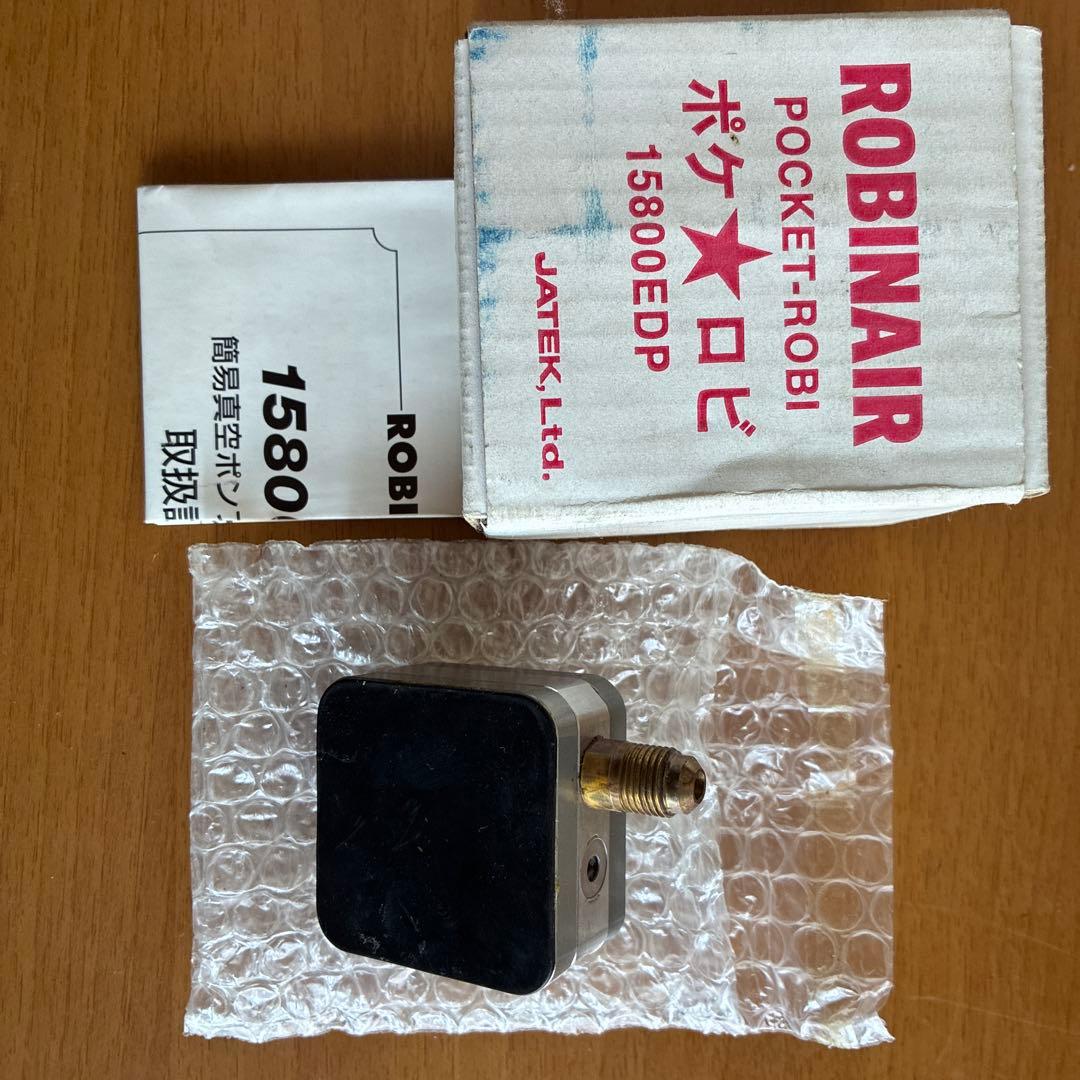 ROBINAIR
POCKET-ROBI
ポケ★ロビ
15800EDP
JATEK, Ltd.
ROBI
1580
簡易真空ポン
取扱